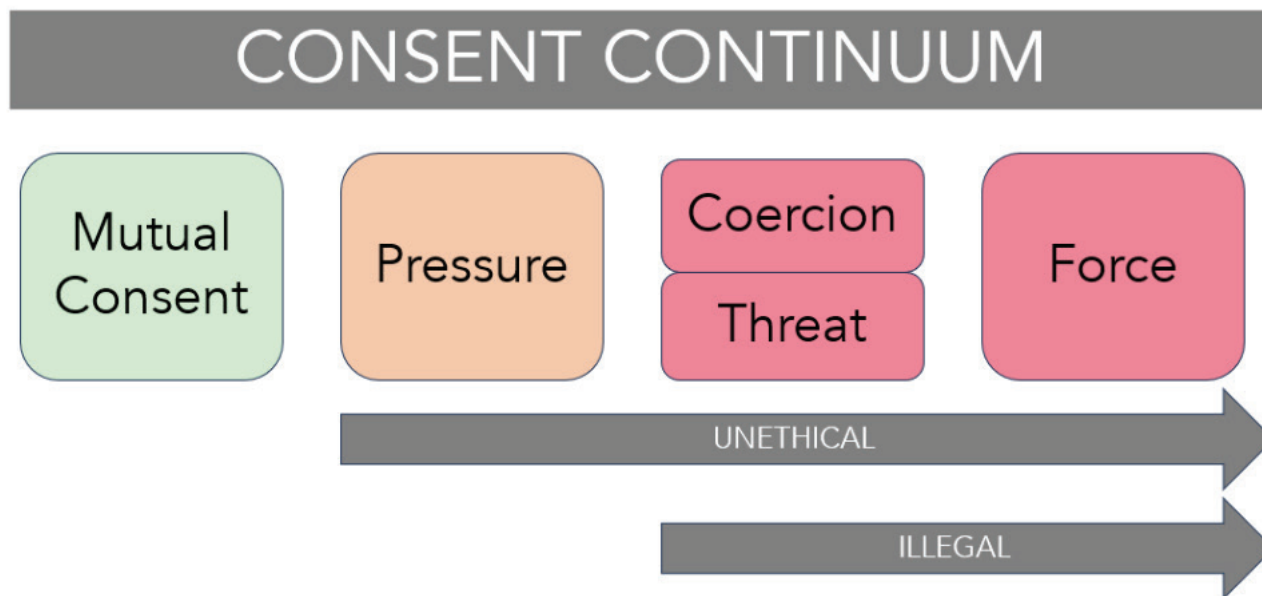 CONSENT CONTINUUM
Mutual
Consent
Pressure
Coercion
Threat
Force
UNETHICAL
ILLEGAL